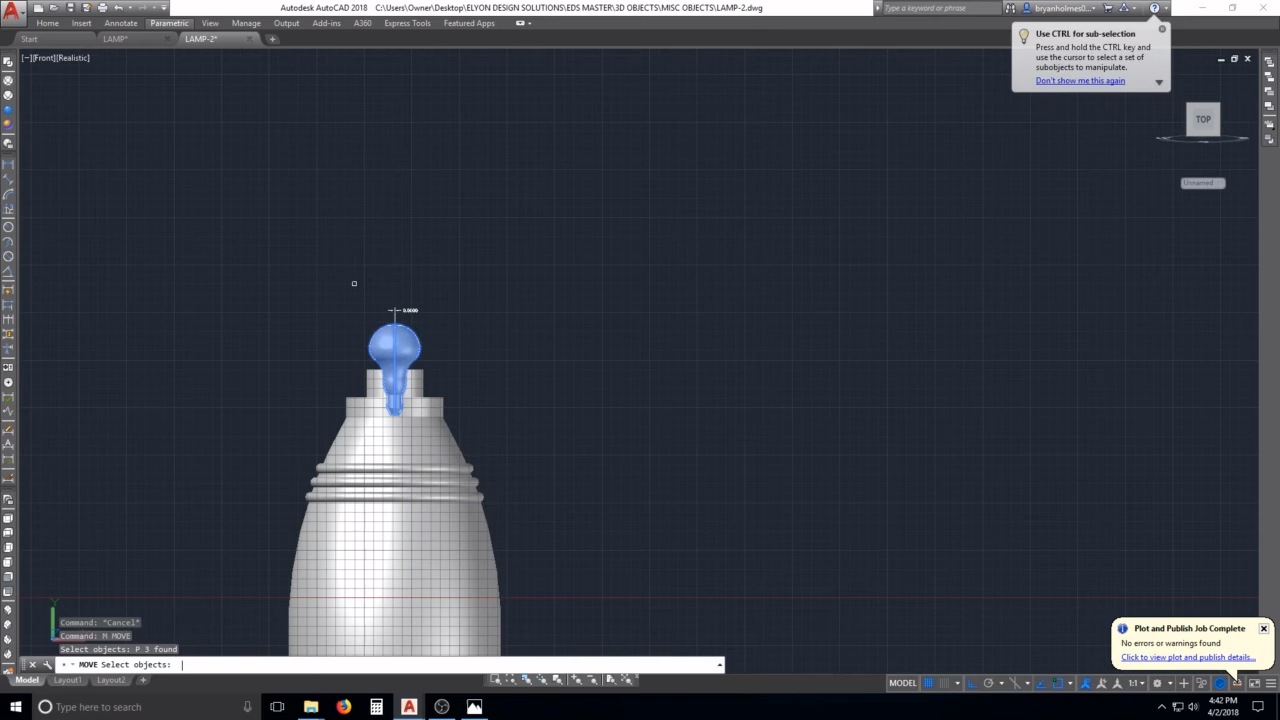 Autodesk AutoCAD 2018 C:\Users\Owner\Desktop\ELYON DESIGN SOLUTIONS\EDS MASTER\3D OBJECTS\MISC OBJECTS\LAMP-2.dwg
Type a keyword or phrase
bryanholmes0...
Home Insert Annotate Parametric View Manage Output Add-ins A360 Express Tools Featured Apps
Start LAMP* LAMP-2*
[−][Front][Realistic]
Use CTRL for sub-selection
Press and hold the CTRL key and
use the cursor to select a set of
subobjects to manipulate.
Don't show me this again
TOP
Unnamed
0.0000
Y
Command: *Cancel*
Command: M MOVE
Select objects: P 3 found
MOVE Select objects:
Plot and Publish Job Complete
No errors or warnings found
Click to view plot and publish details...
Model Layout1 Layout2
MODEL
1:1
Type here to search
4:42 PM
4/2/2018